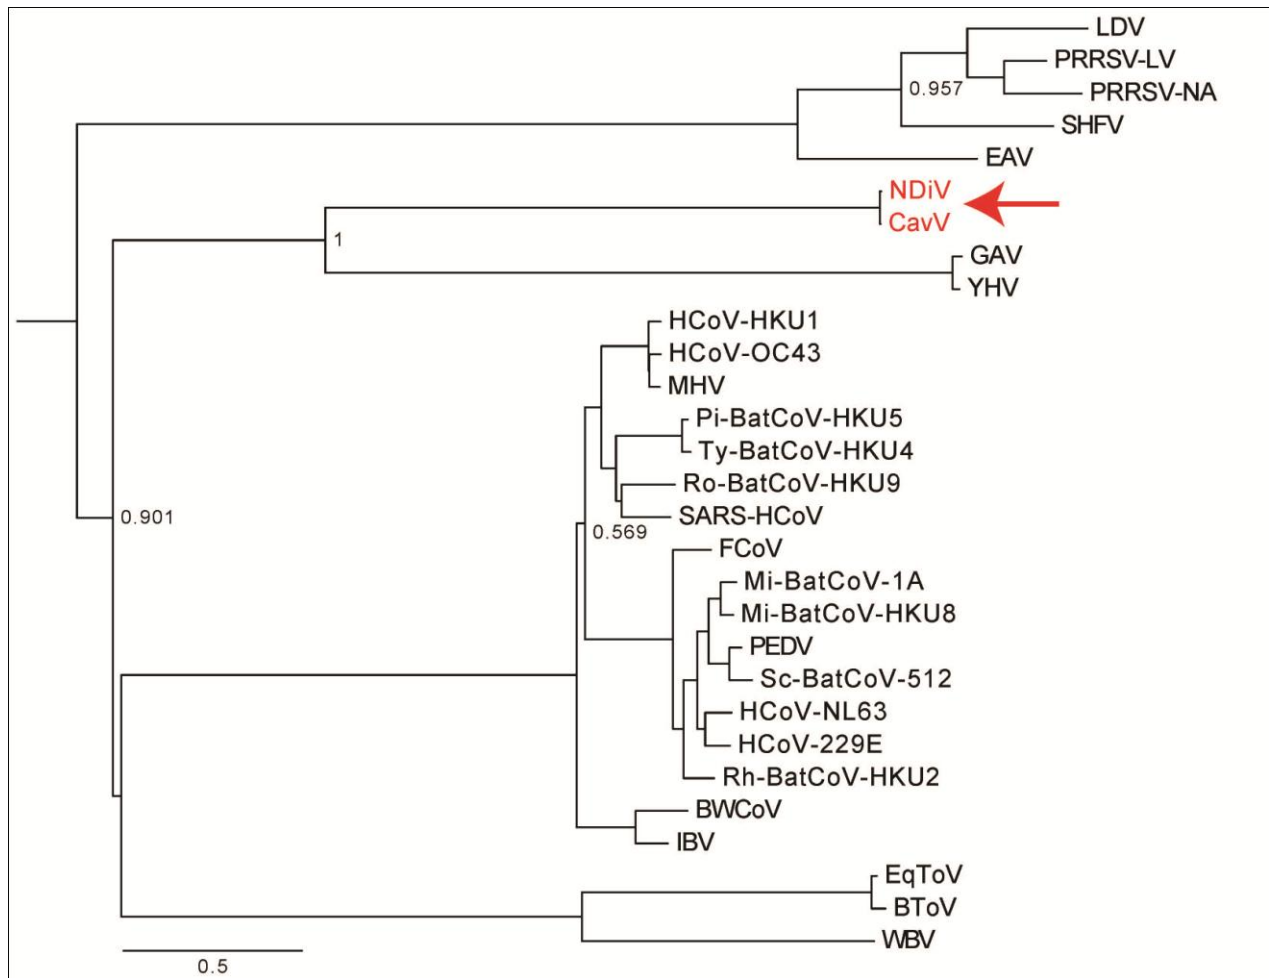 LDV
PRRSV-LV
0.957
PRRSV-NA
SHFV
EAV
NDiV
CavV
1
GAV
YHV
HCoV-HKU1
HCoV-OC43
MHV
Pi-BatCoV-HKU5
Ty-BatCoV-HKU4
Ro-BatCoV-HKU9
0.901
SARS-HCoV
0.569
FCoV
Mi-BatCoV-1A
Mi-BatCoV-HKU8
PEDV
Sc-BatCoV-512
HCoV-NL63
HCoV-229E
Rh-BatCoV-HKU2
BWCoV
IBV
EqToV
BToV
WBV
0.5